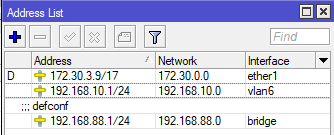 Address List
Find
Address Network Interface
D 172.30.3.9/17 172.30.0.0 ether1
192.168.10.1/24 192.168.10.0 vlan6
;;; defconf
192.168.88.1/24 192.168.88.0 bridge